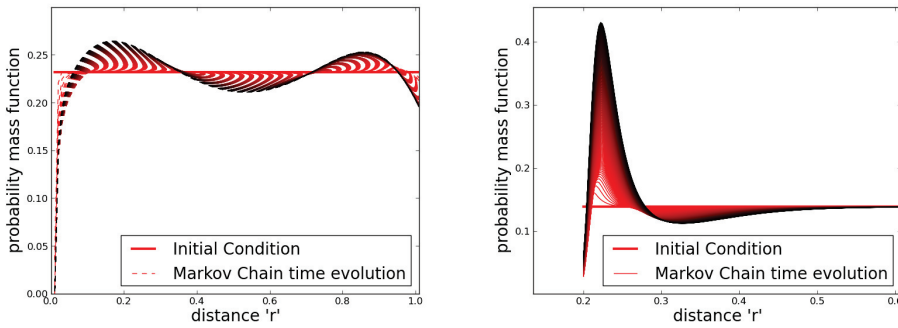 probability mass function
0.25
0.20
0.15
0.10
0.05
0.00
0.0
0.2
0.4
0.6
0.8
1.0
distance 'r'
Initial Condition
Markov Chain time evolution
probability mass function
0.4
0.3
0.2
0.1
0.2
0.3
0.4
0.5
0.6
distance 'r'
Initial Condition
Markov Chain time evolution